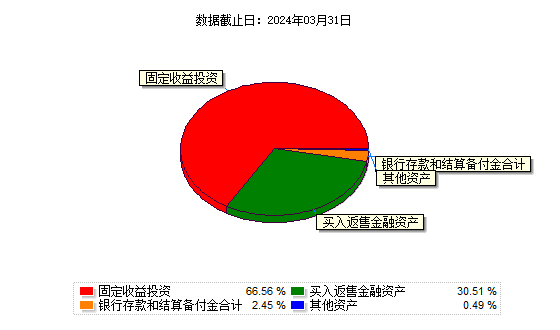 数据截止日：2024年03月31日
固定收益投资
银行存款和结算备付金合计
其他资产
买入返售金融资产
固定收益投资 66.56 % 买入返售金融资产 30.51 %
银行存款和结算备付金合计 2.45 % 其他资产 0.49 %